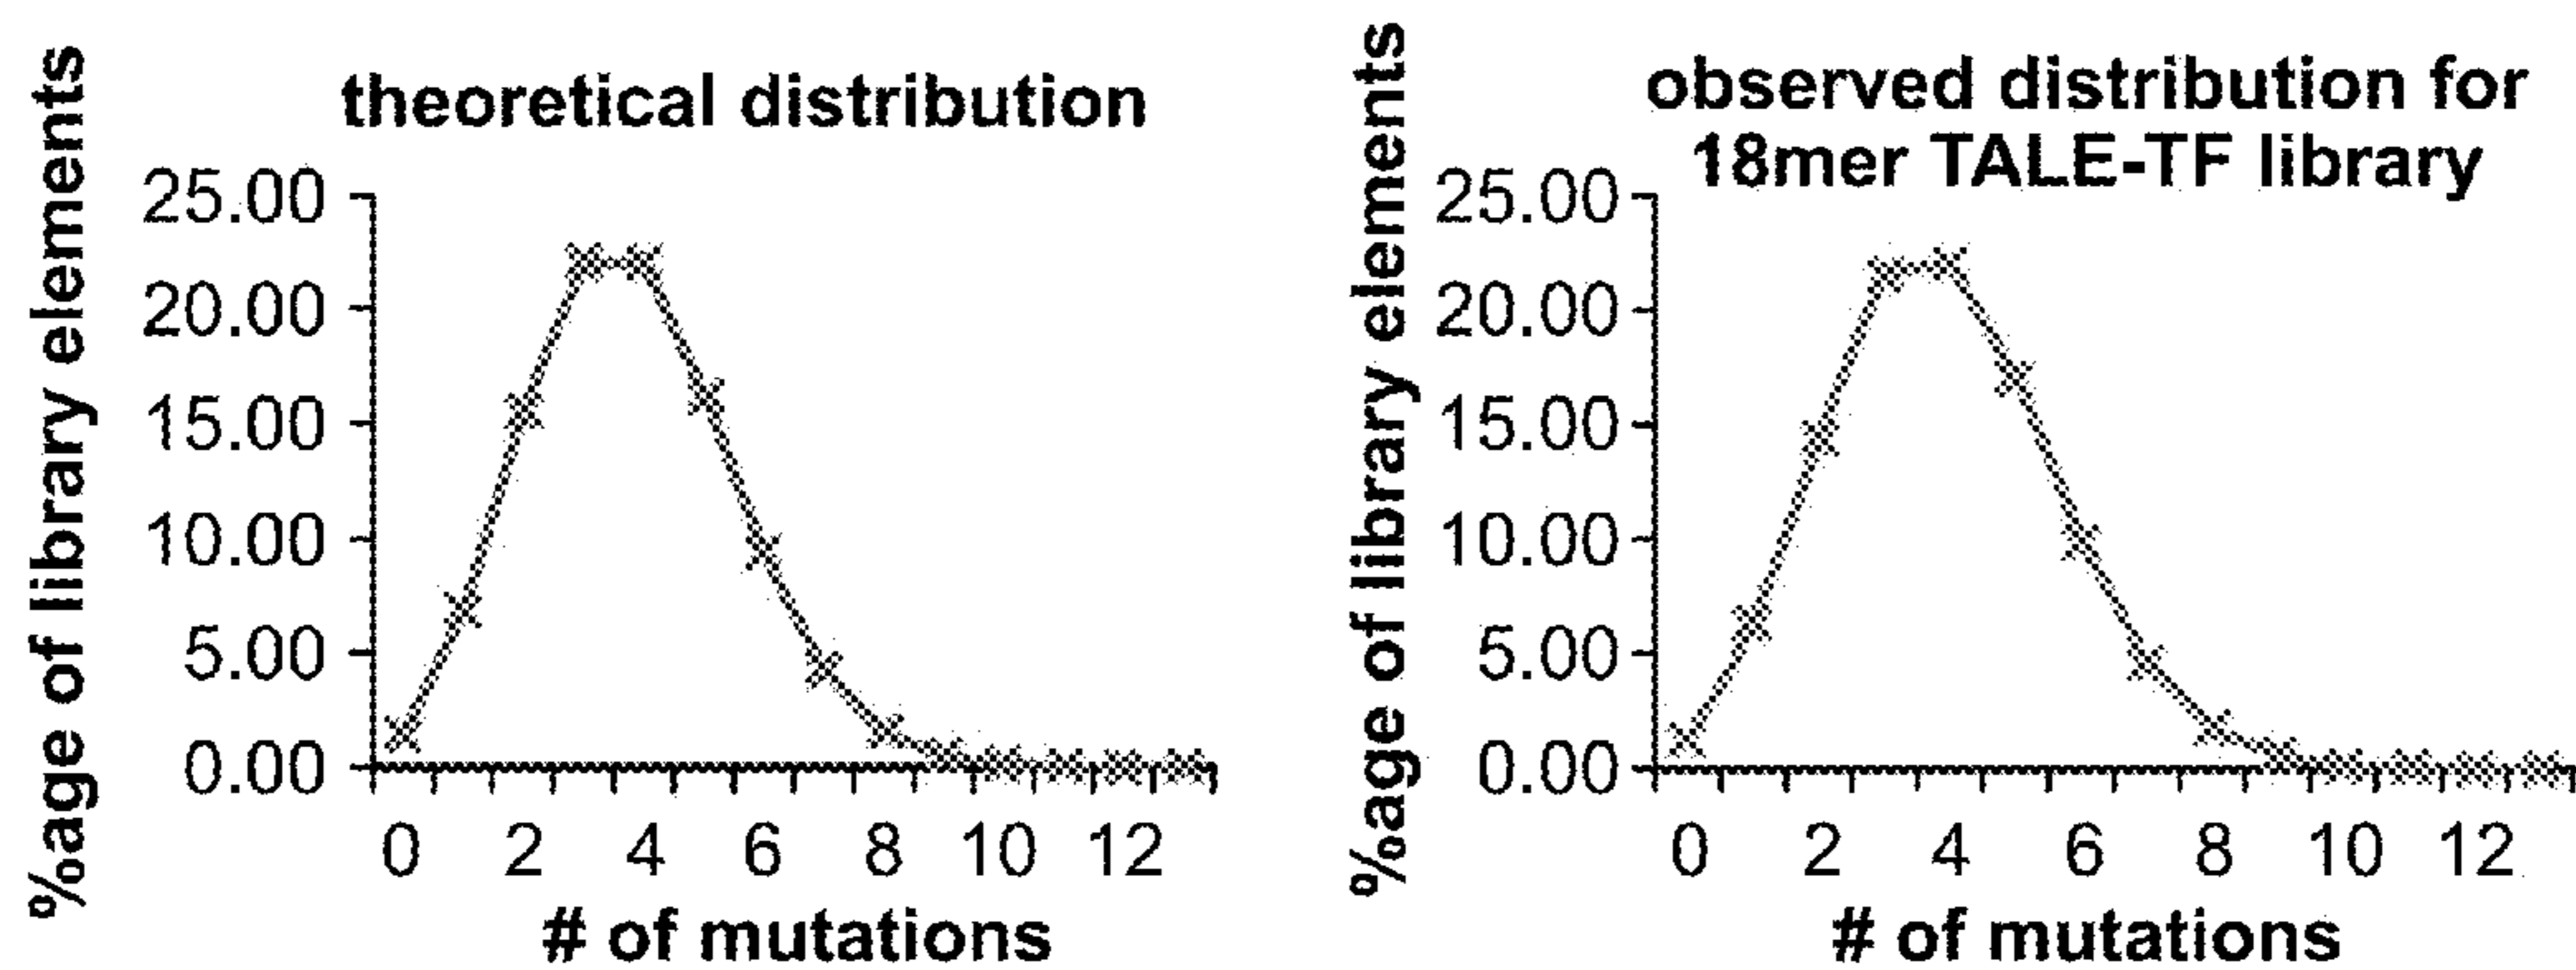 theoretical distribution
%age of library elements
25.00
20.00
15.00
10.00
5.00
0.00
0 2 4 6 8 10 12
# of mutations
observed distribution for
18mer TALE-TF library
%age of library elements
25.00
20.00
15.00
10.00
5.00
0.00
0 2 4 6 8 10 12
# of mutations